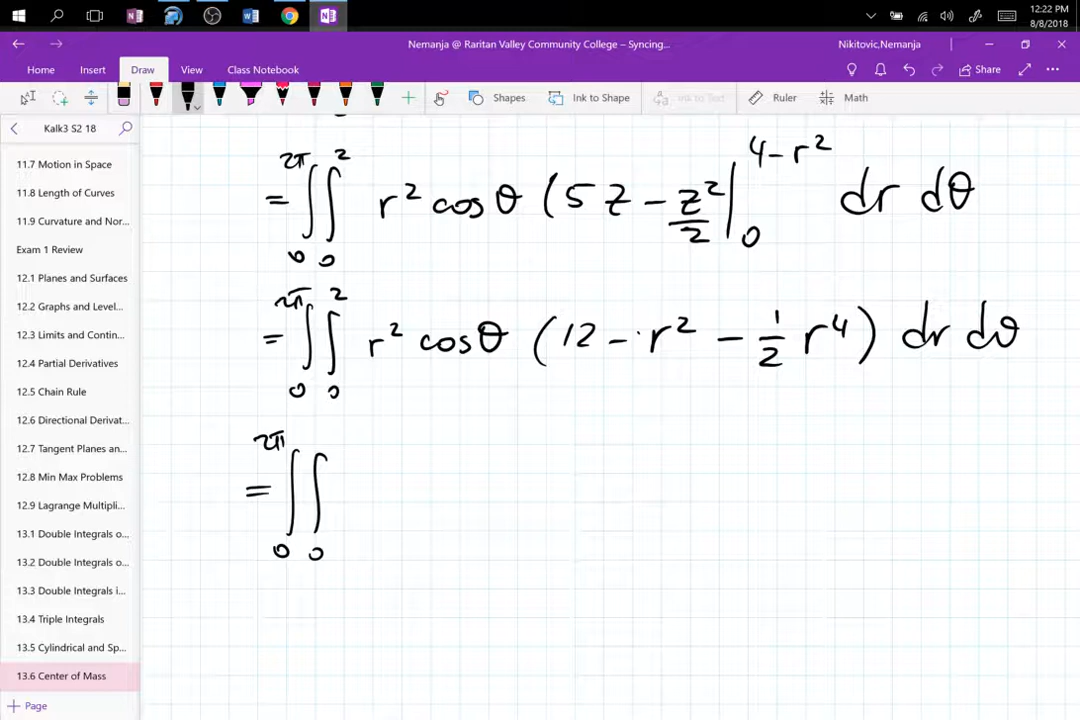 12:22 PM
8/8/2018
Nemanja @ Raritan Valley Community College – Syncing...
Nikitovic,Nemanja
Home Insert Draw View Class Notebook
Share
Shapes Ink to Shape Ink to Text Ruler Math
Kalk3 S2 18
11.7 Motion in Space
11.8 Length of Curves
11.9 Curvature and Nor...
Exam 1 Review
12.1 Planes and Surfaces
12.2 Graphs and Level...
12.3 Limits and Contin...
12.4 Partial Derivatives
12.5 Chain Rule
12.6 Directional Derivat...
12.7 Tangent Planes an...
12.8 Min Max Problems
12.9 Lagrange Multipli...
13.1 Double Integrals o...
13.2 Double Integrals o...
13.3 Double Integrals i...
13.4 Triple Integrals
13.5 Cylindrical and Sp...
13.6 Center of Mass
+ Page
= ∫₀^2π ∫₀^2 r² cos θ (5z − z²/2 |₀^4−r² dr dθ
= ∫₀^2π ∫₀^2 r² cos θ (12 − r² − 1/2 r⁴) dr dθ
= ∫₀^2π ∫₀